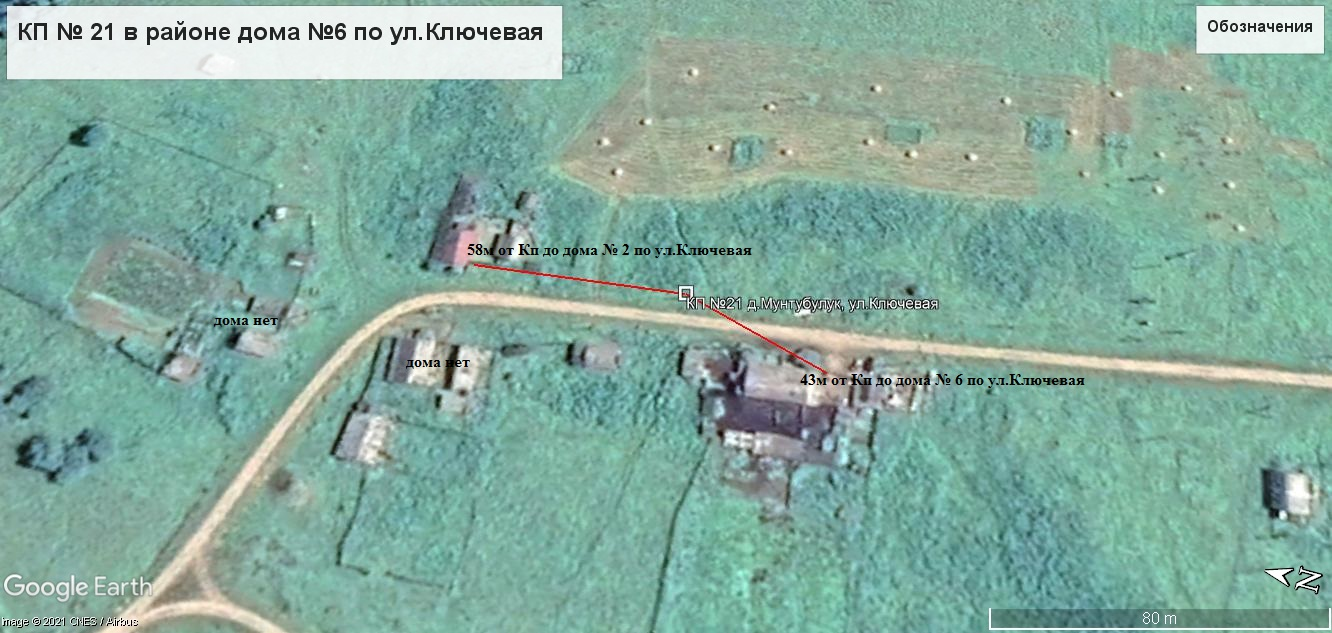 КП № 21 в районе дома №6 по ул.Ключевая
Обозначения
58м от Кп до дома № 2 по ул.Ключевая
КП №21 д.Мунтубулук, ул.Ключевая
дома нет
дома нет
43м от Кп до дома № 6 по ул.Ключевая
Google Earth
Image © 2021 CNES / Airbus
N
80 m